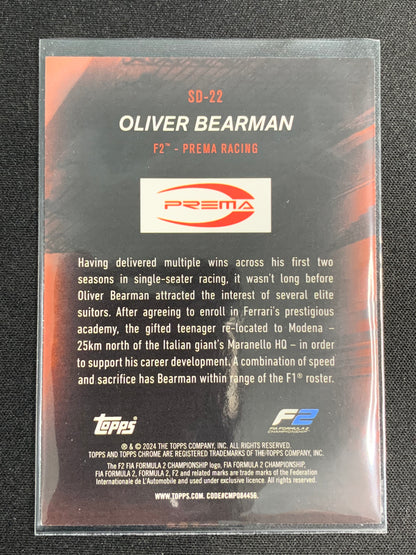 SD-22
OLIVER BEARMAN
F2™ - PREMA RACING
PREMA
Having delivered multiple wins across his first two
seasons in single-seater racing, it wasn't long before
Oliver Bearman attracted the interest of several elite
suitors. After agreeing to enroll in Ferrari's prestigious
academy, the gifted teenager re-located to Modena –
25km north of the Italian giant's Maranello HQ – in order
to support his career development. A combination of speed
and sacrifice has Bearman within range of the F1® roster.
topps
F2
FIA FORMULA 2
CHAMPIONSHIP
® & © 2024 THE TOPPS COMPANY, INC. ALL RIGHTS RESERVED.
TOPPS AND TOPPS CHROME ARE REGISTERED TRADEMARKS OF THE TOPPS COMPANY, INC.
The F2 FIA FORMULA 2 CHAMPIONSHIP logo, FIA FORMULA 2 CHAMPIONSHIP,
FIA FORMULA 2, FORMULA 2, F2 and related marks are trade marks of the Federation
Internationale de L'Automobile and used under exclusive licence. All rights reserved.
WWW.TOPPS.COM. CODE#CMP084456.